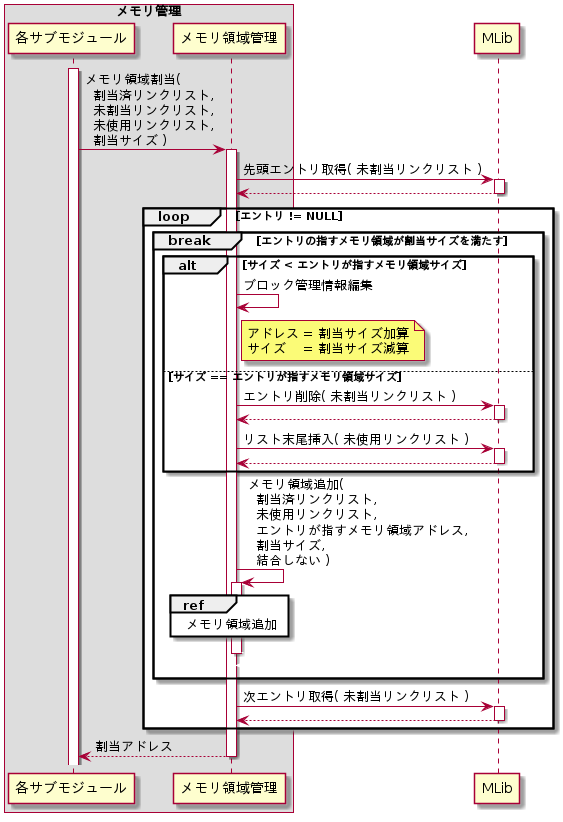 メモリ管理
各サブモジュール
メモリ領域管理
MLib
メモリ領域割当(
割当済リンクリスト,
未割当リンクリスト,
未使用リンクリスト,
割当サイズ )
先頭エントリ取得( 未割当リンクリスト )
loop
[エントリ != NULL]
break
[エントリの指すメモリ領域が割当サイズを満たす]
alt
[サイズ < エントリが指すメモリ領域サイズ]
ブロック管理情報編集
アドレス = 割当サイズ加算
サイズ = 割当サイズ減算
[サイズ == エントリが指すメモリ領域サイズ]
エントリ削除( 未割当リンクリスト )
リスト末尾挿入( 未使用リンクリスト )
メモリ領域追加(
割当済リンクリスト,
未使用リンクリスト,
エントリが指すメモリ領域アドレス,
割当サイズ,
結合しない )
ref
メモリ領域追加
次エントリ取得( 未割当リンクリスト )
割当アドレス
各サブモジュール
メモリ領域管理
MLib